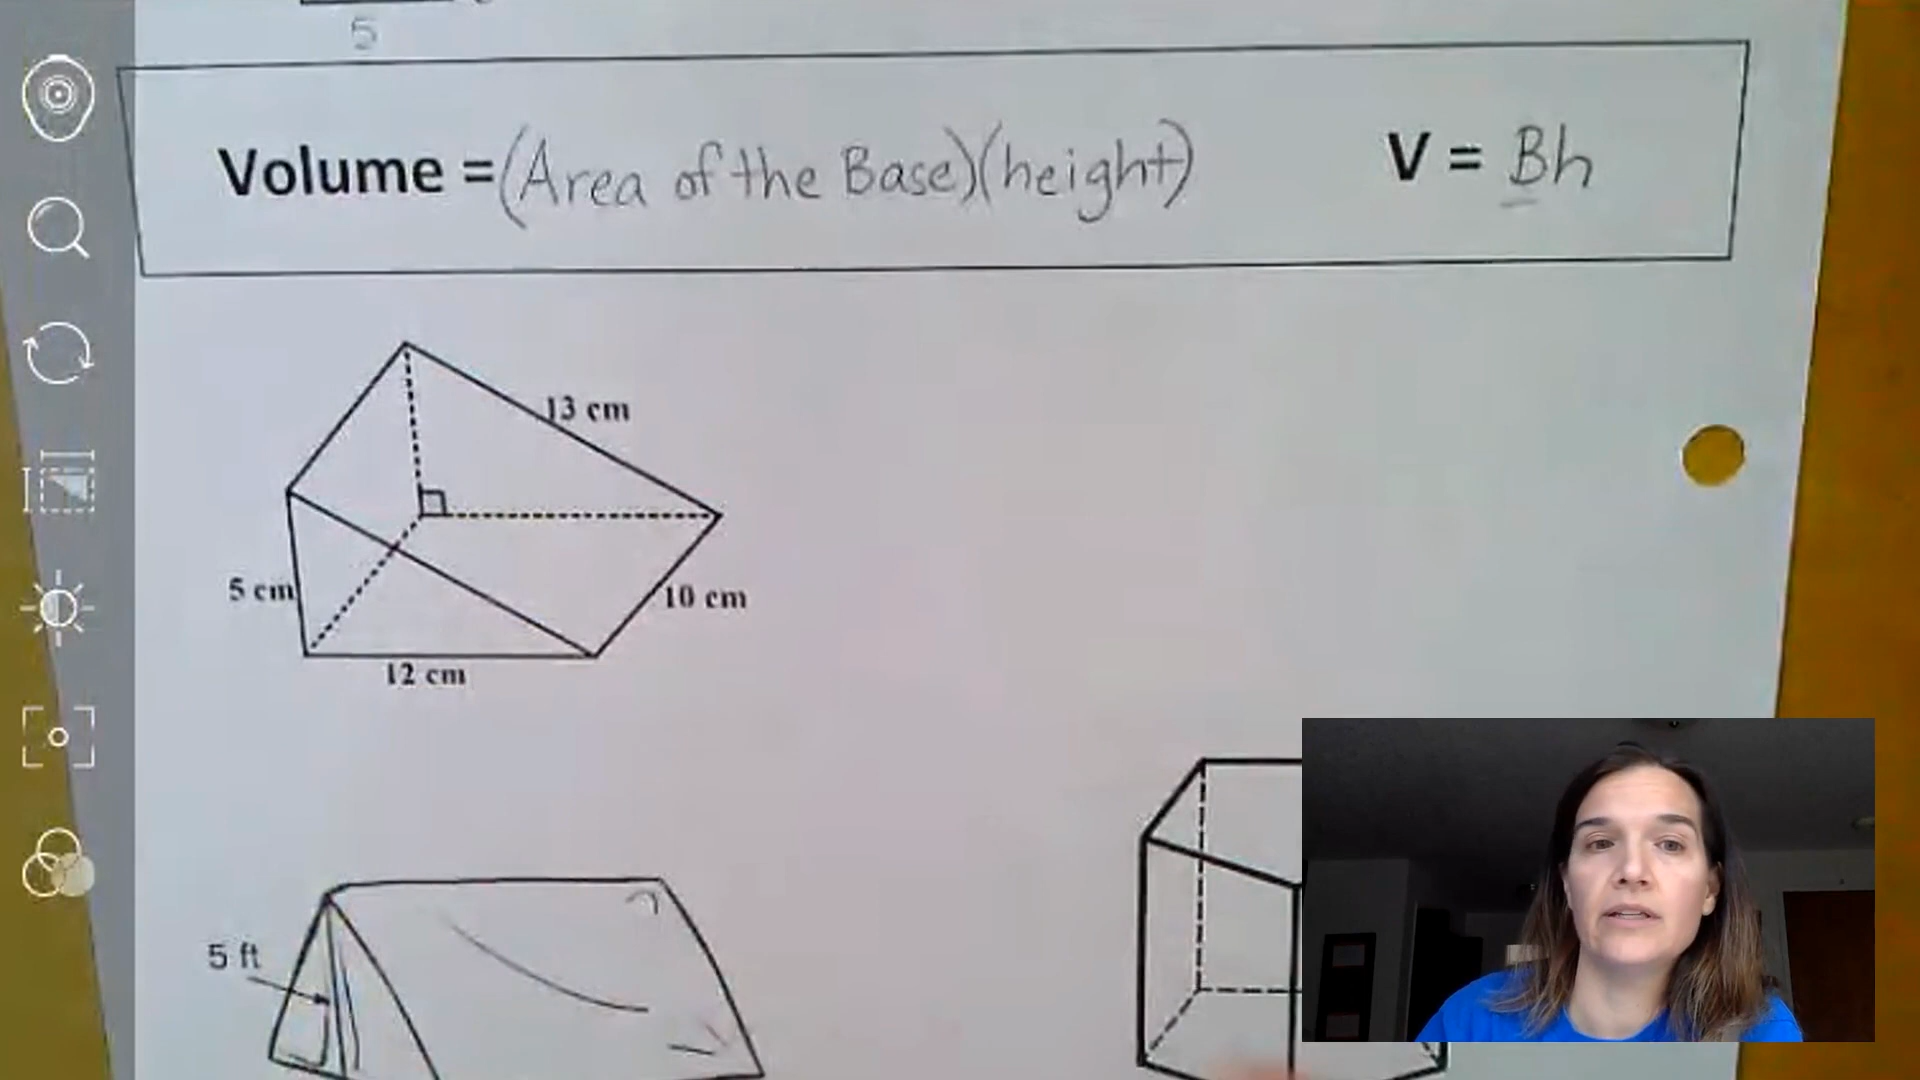 5
Volume = (Area of the Base)(height) V = Bh
13 cm
5 cm
10 cm
12 cm
5 ft